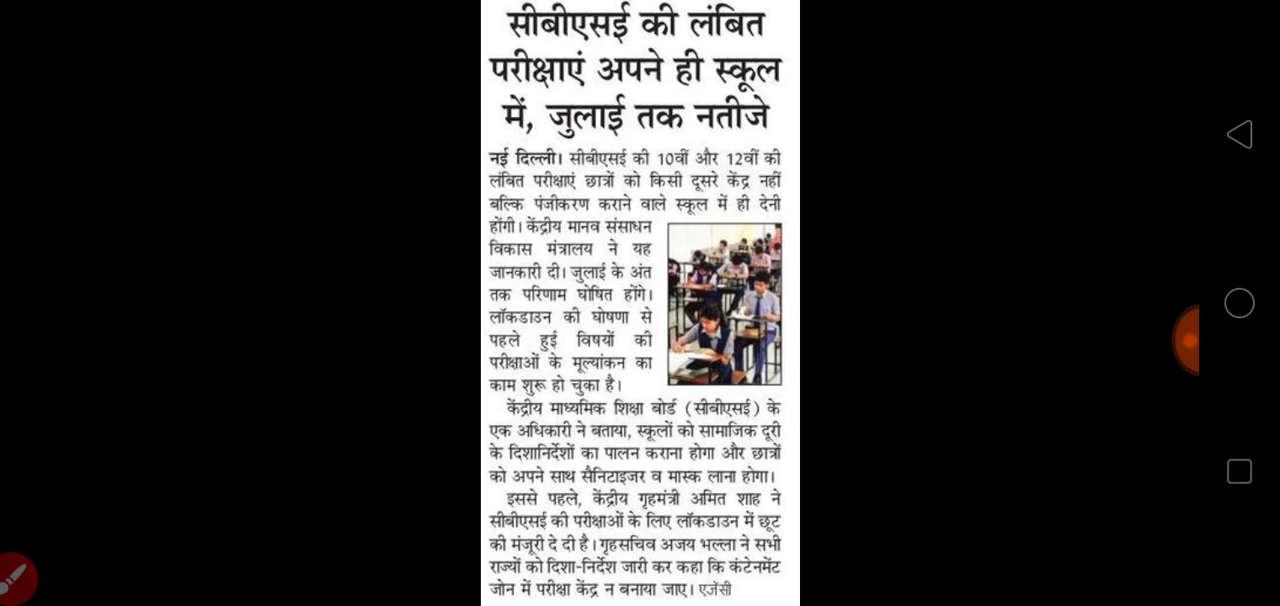 सीबीएसई की लंबित
परीक्षाएं अपने ही स्कूल
में, जुलाई तक नतीजे
नई दिल्ली। सीबीएसई की 10वीं और 12वीं की
लंबित परीक्षाएं छात्रों को किसी दूसरे केंद्र नहीं
बल्कि पंजीकरण कराने वाले स्कूल में ही देनी
होंगी। केंद्रीय मानव संसाधन
विकास मंत्रालय ने यह
जानकारी दी। जुलाई के अंत
तक परिणाम घोषित होंगे।
लॉकडाउन की घोषणा से
पहले हुई विषयों की
परीक्षाओं के मूल्यांकन का
काम शुरू हो चुका है।
केंद्रीय माध्यमिक शिक्षा बोर्ड (सीबीएसई) के
एक अधिकारी ने बताया, स्कूलों को सामाजिक दूरी
के दिशानिर्देशों का पालन कराना होगा और छात्रों
को अपने साथ सैनिटाइजर व मास्क लाना होगा।
इससे पहले, केंद्रीय गृहमंत्री अमित शाह ने
सीबीएसई की परीक्षाओं के लिए लॉकडाउन में छूट
की मंजूरी दे दी है। गृहसचिव अजय भल्ला ने सभी
राज्यों को दिशा-निर्देश जारी कर कहा कि कंटेनमेंट
जोन में परीक्षा केंद्र न बनाया जाए। एजेंसी